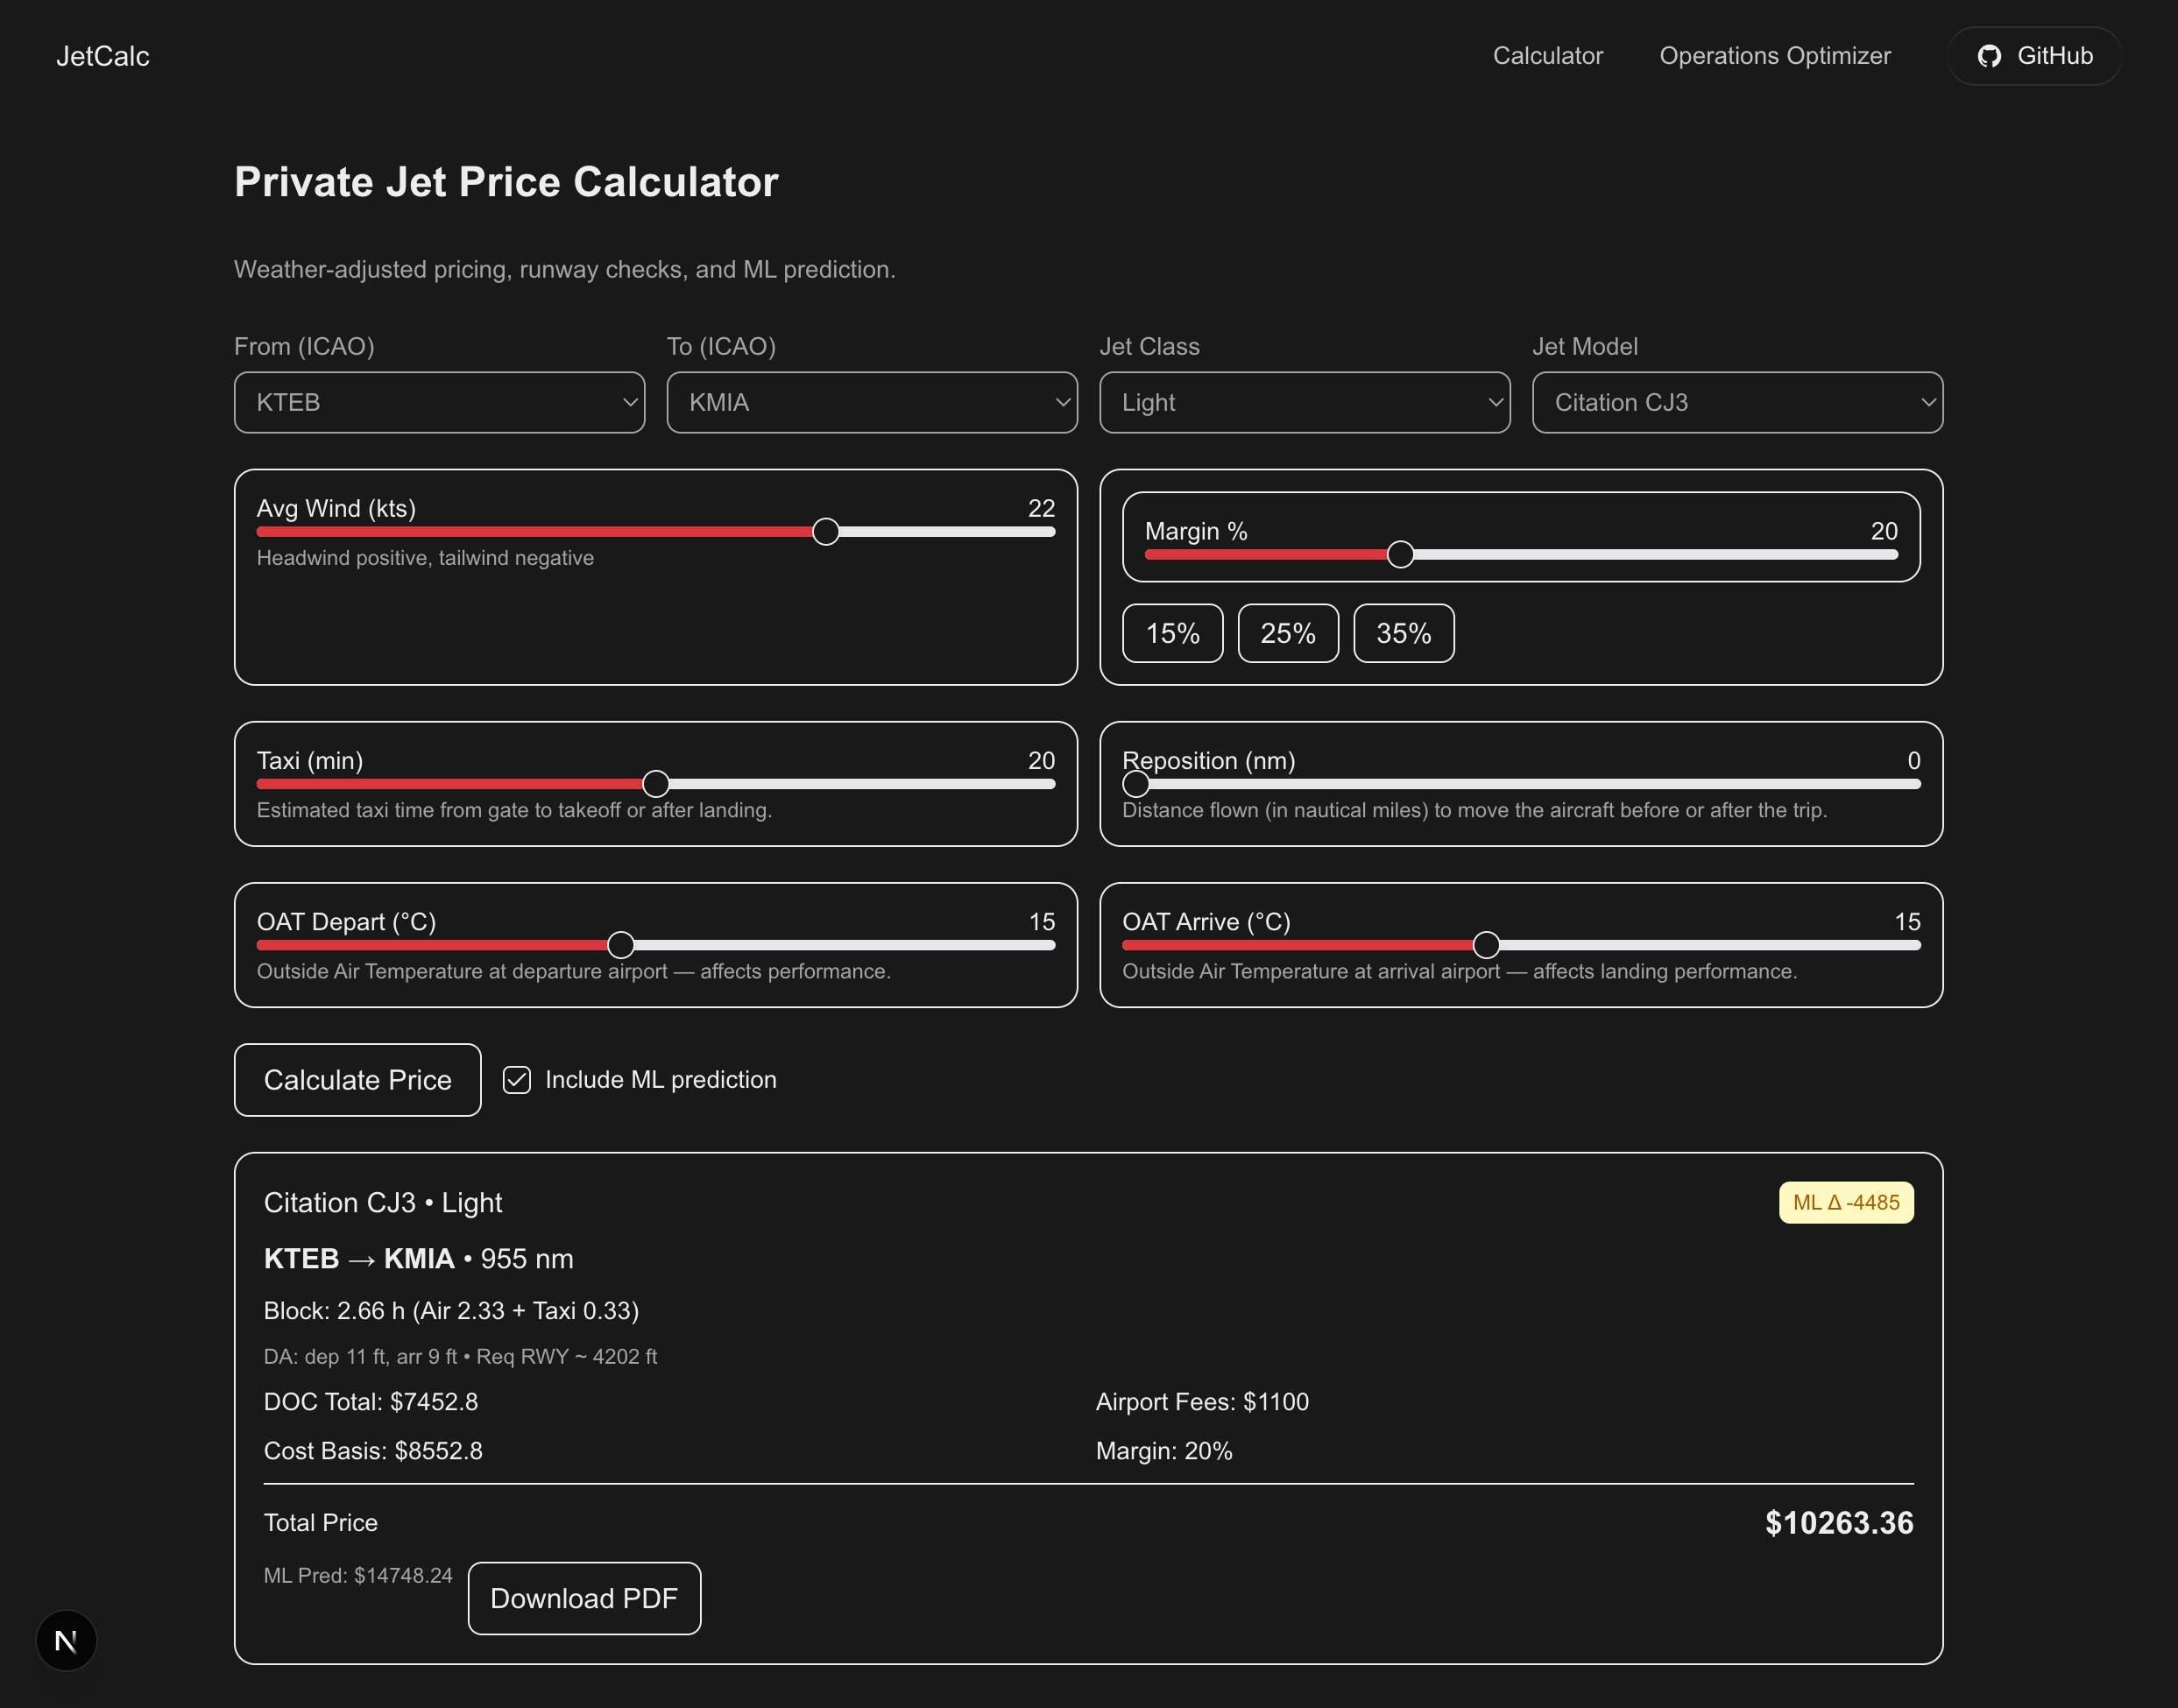 JetCalc
Calculator
Operations Optimizer
GitHub
Private Jet Price Calculator
Weather-adjusted pricing, runway checks, and ML prediction.
From (ICAO)
To (ICAO)
Jet Class
Jet Model
KTEB
KMIA
Light
Citation CJ3
Avg Wind (kts)
22
Headwind positive, tailwind negative
Margin %
20
15%
25%
35%
Taxi (min)
20
Estimated taxi time from gate to takeoff or after landing.
Reposition (nm)
0
Distance flown (in nautical miles) to move the aircraft before or after the trip.
OAT Depart (°C)
15
Outside Air Temperature at departure airport — affects performance.
OAT Arrive (°C)
15
Outside Air Temperature at arrival airport — affects landing performance.
Calculate Price
Include ML prediction
Citation CJ3 • Light
ML Δ -4485
KTEB → KMIA • 955 nm
Block: 2.66 h (Air 2.33 + Taxi 0.33)
DA: dep 11 ft, arr 9 ft • Req RWY ~ 4202 ft
DOC Total: $7452.8
Airport Fees: $1100
Cost Basis: $8552.8
Margin: 20%
Total Price
$10263.36
ML Pred: $14748.24
Download PDF
N